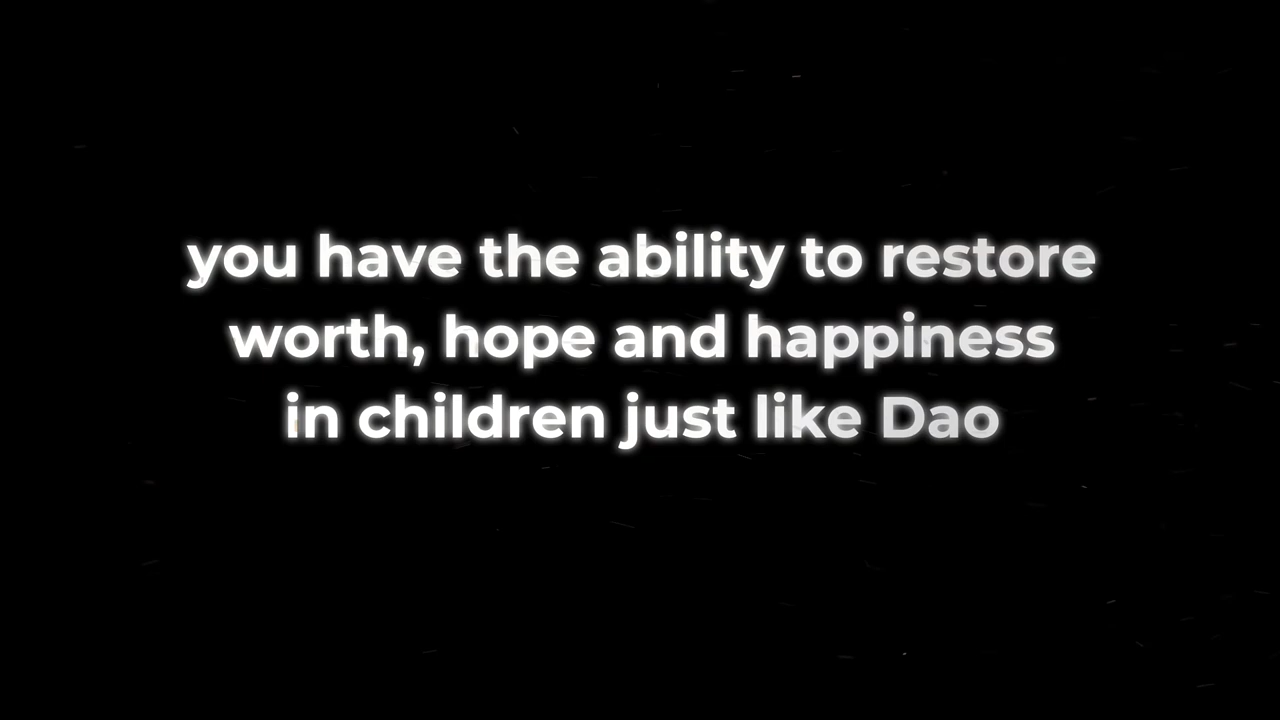 you have the ability to restore
worth, hope and happiness
in children just like Dao